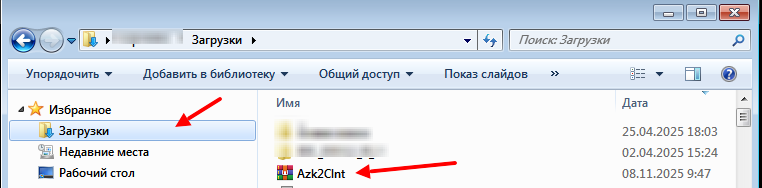 Загрузки
Поиск: Загрузки
Упорядочить Добавить в библиотеку Общий доступ Показ слайдов »
Избранное
Загрузки
Недавние места
Рабочий стол
Имя Дата
25.04.2025 18:03
02.04.2025 15:24
Azk2Clnt 08.11.2025 9:47